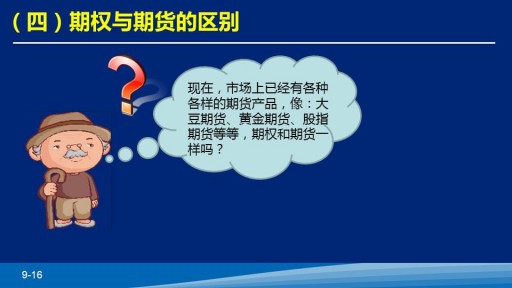 （四）期权与期货的区别
现在，市场上已经有各种
各样的期货产品，像：大
豆期货、黄金期货、股指
期货等等，期权和期货一
样吗？
9-16